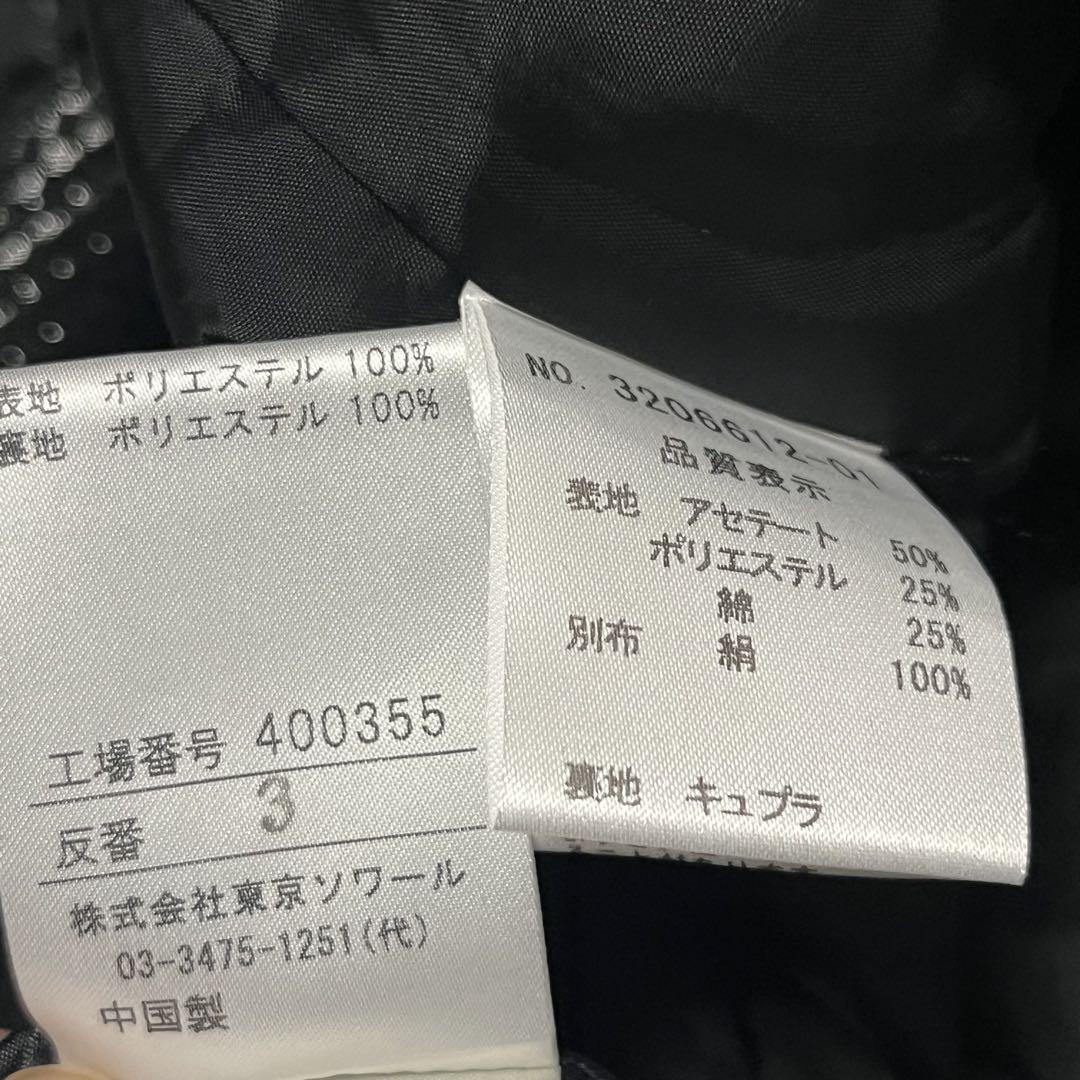 表地 ポリエステル 100%
裏地 ポリエステル 100%
工場番号 400355
反番 3
株式会社東京ソワール
03-3475-1251(代)
中国製
NO. 3206612-01
品質表示
表地 アセテート 50%
ポリエステル 25%
綿 25%
別布 絹 100%
裏地 キュプラ